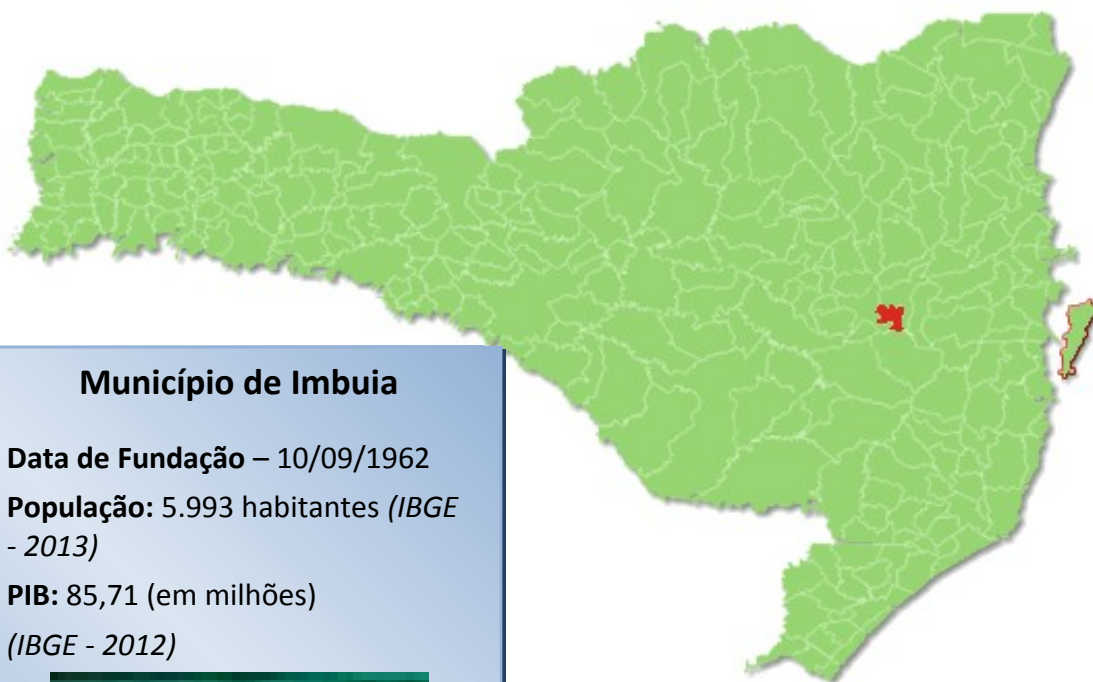 Município de Imbuia
Data de Fundação – 10/09/1962
População: 5.993 habitantes (IBGE
- 2013)
PIB: 85,71 (em milhões)
(IBGE - 2012)